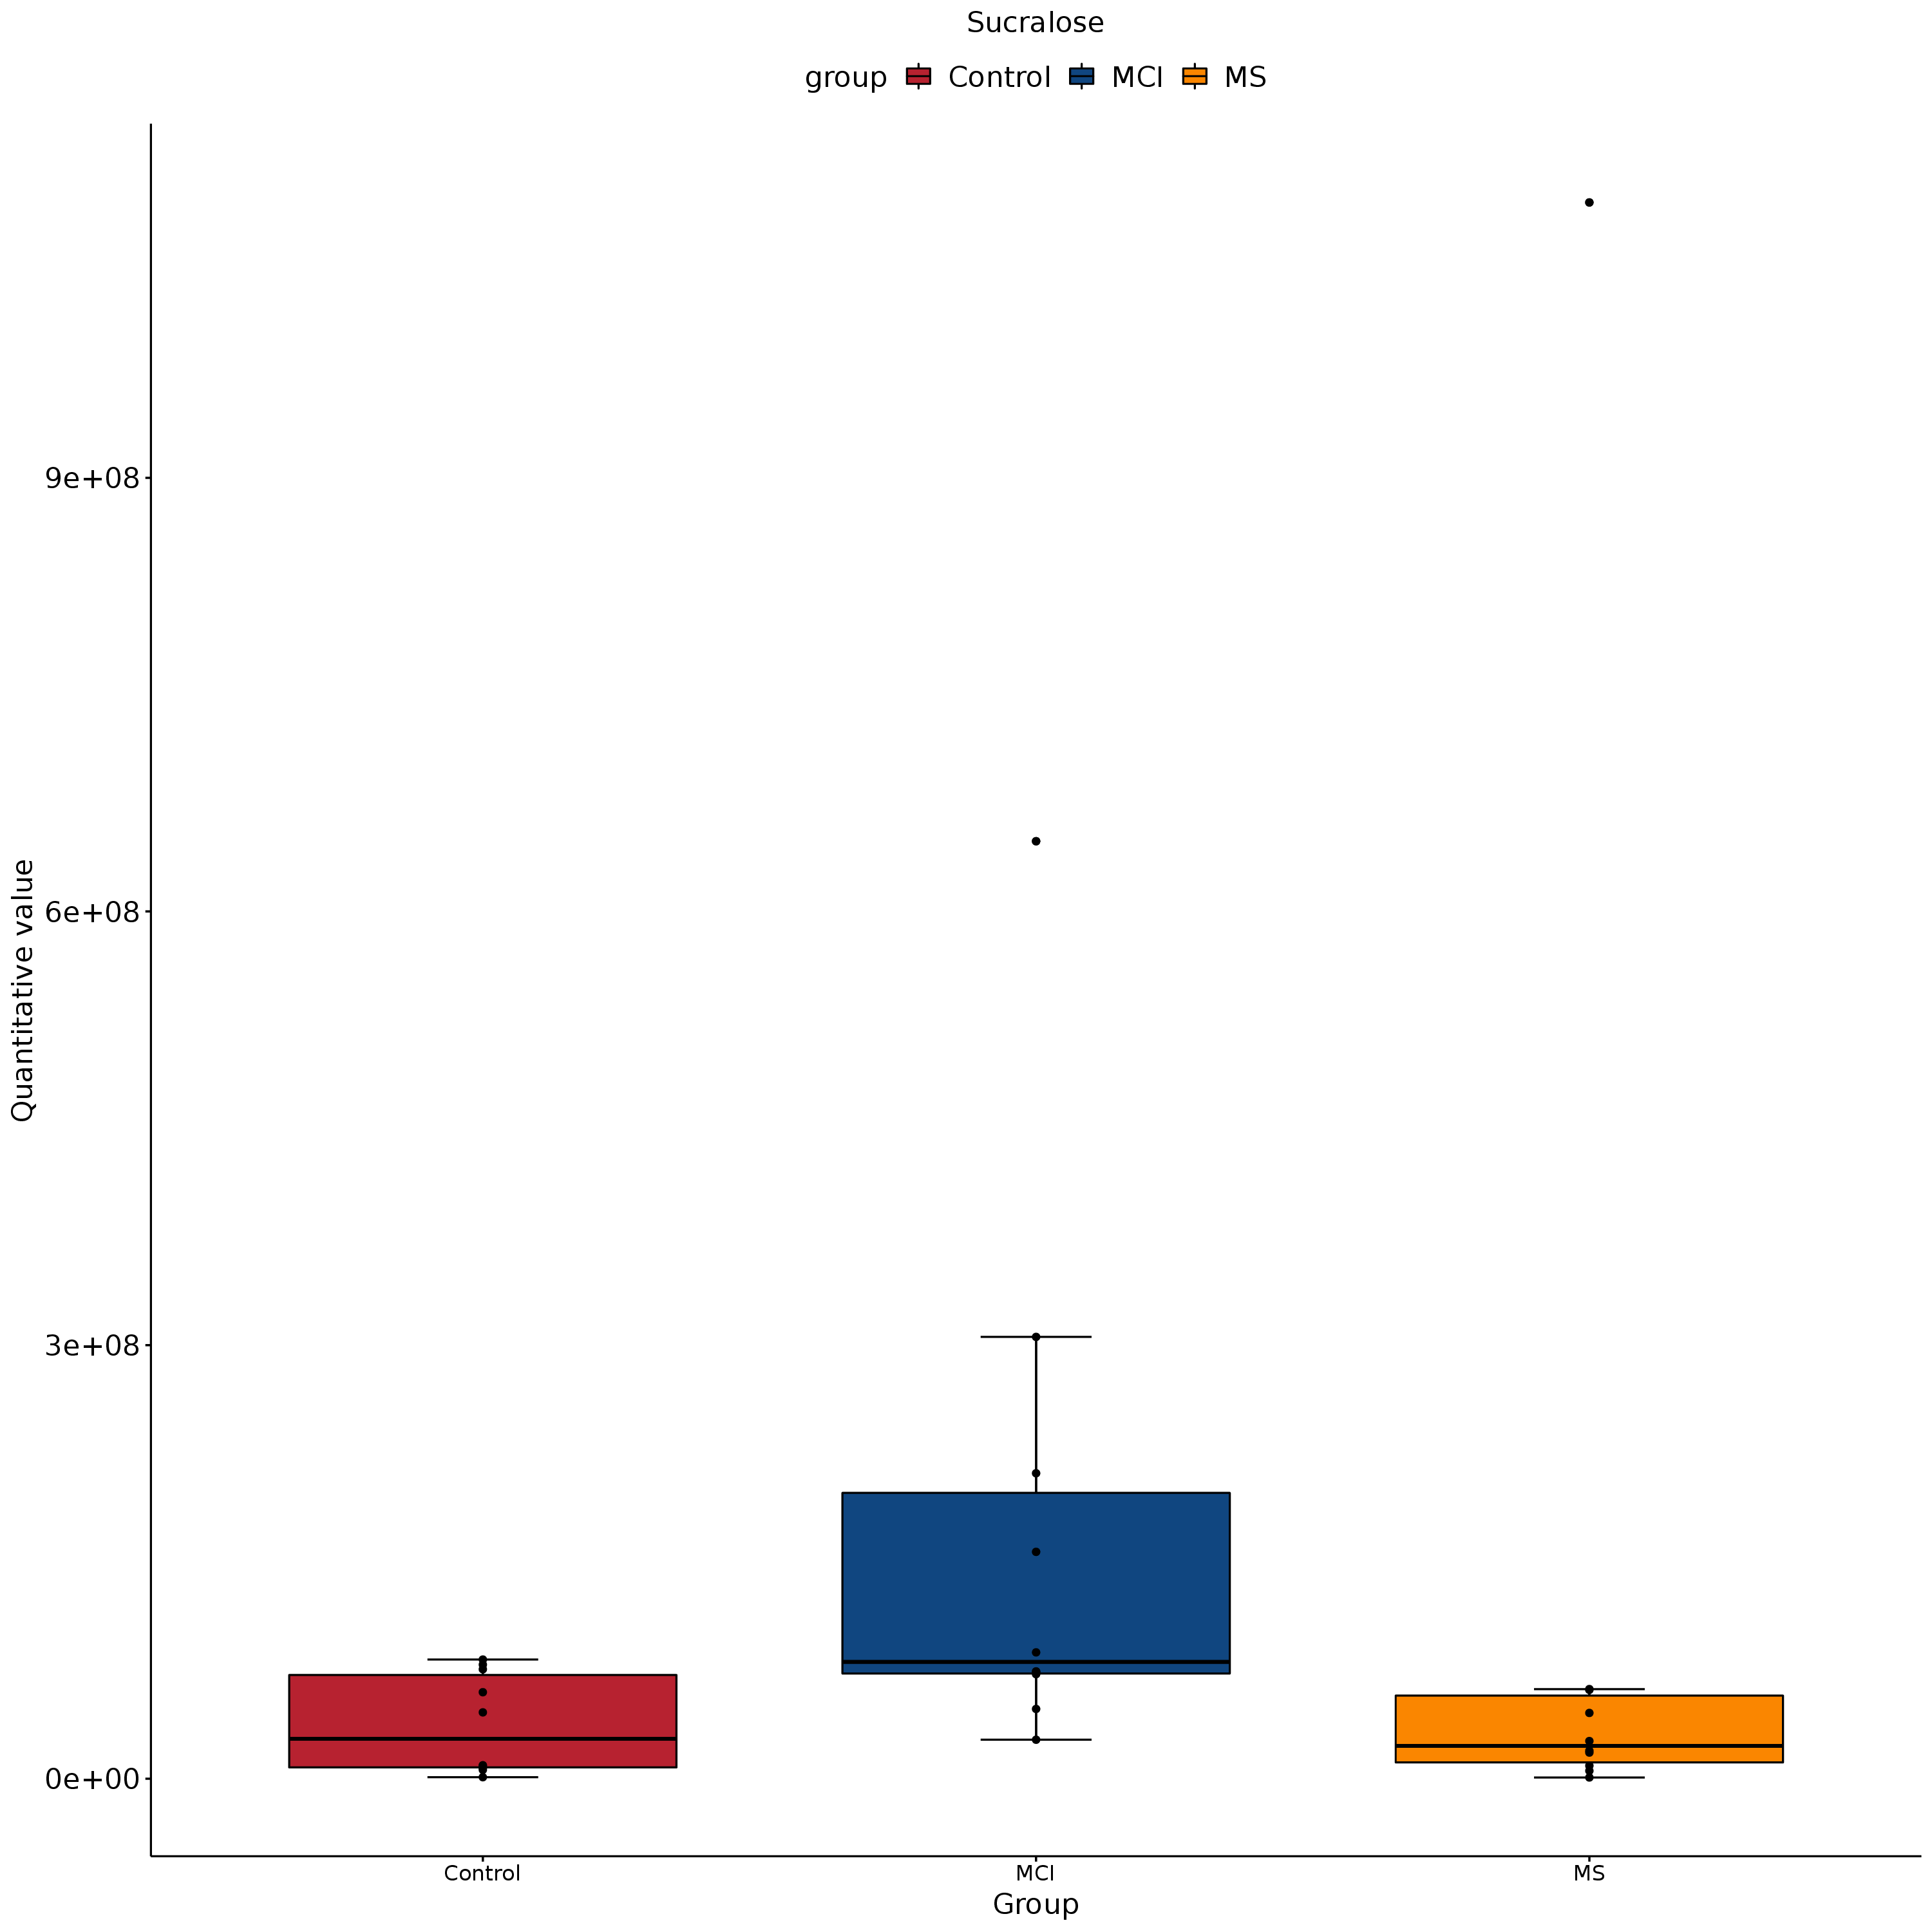 Sucralose
group Control MCI MS
9e+08
6e+08
3e+08
0e+00
Quantitative value
Control MCI MS
Group